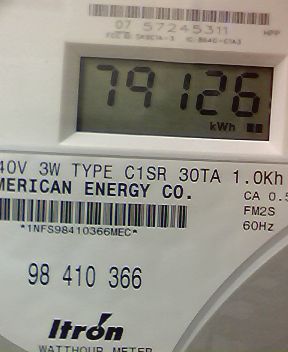 07 57245311
79126
kWh
40V 3W TYPE C1SR 30TA 1.0Kh
MERICAN ENERGY CO.
CA 0.5
FM2S
*1NFS98410366MEC*
60Hz
98 410 366
Itrón
WATTHOUR METER